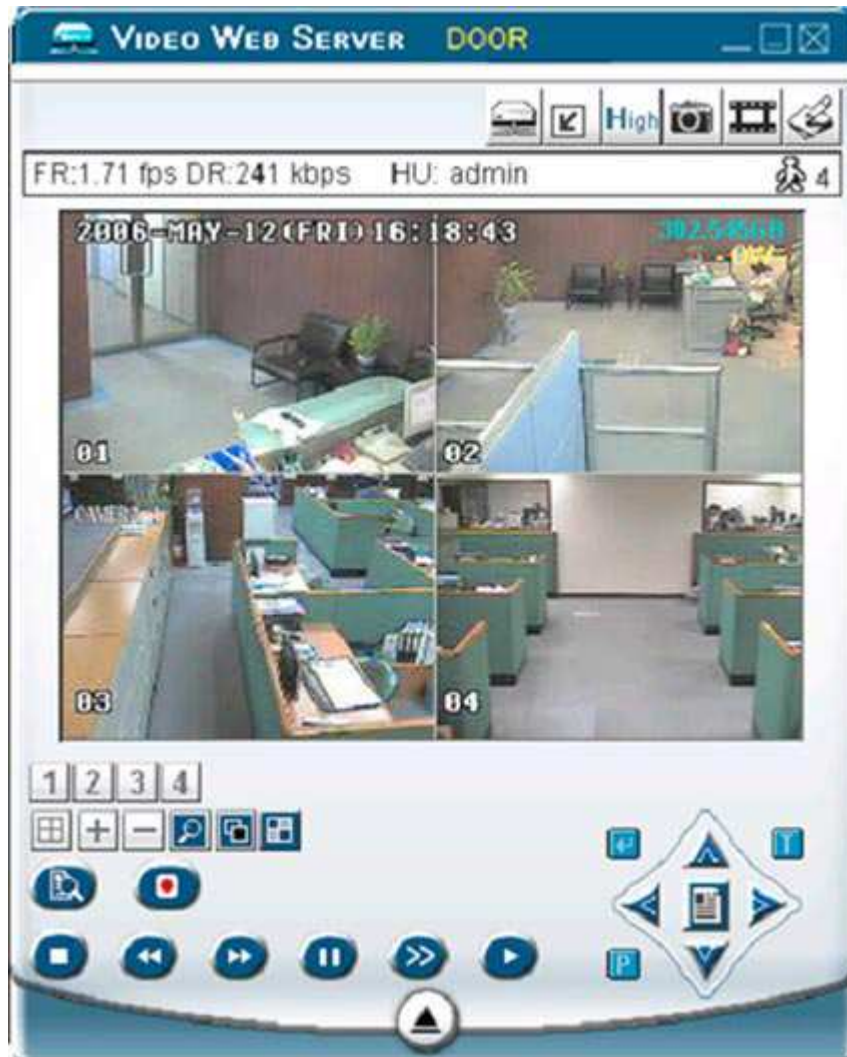 VIDEO WEB SERVER DOOR
High
FR:1.71 fps DR:241 kbps HU: admin 4
2006-MAY-12(FRI)16:18:43
01
02
CAMERA
03
04
1 2 3 4
T
P